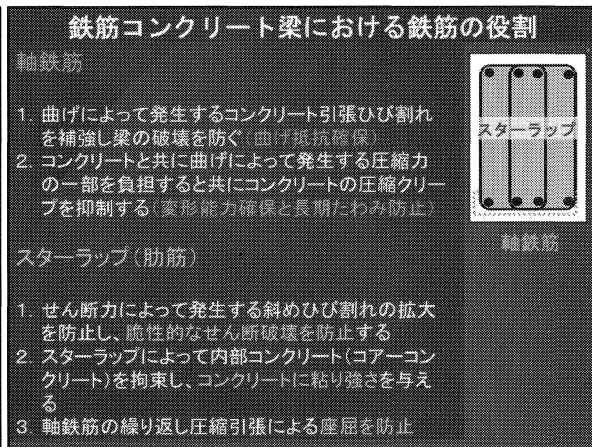 鉄筋コンクリート梁における鉄筋の役割
軸鉄筋
1. 曲げによって発生するコンクリート引張ひび割れ
を補強し梁の破壊を防ぐ(曲げ抵抗確保)
2. コンクリートと共に曲げによって発生する圧縮力
の一部を負担すると共にコンクリートの圧縮クリー
プを抑制する(変形能力確保と長期たわみ防止)
スターラップ(肋筋)
1. せん断力によって発生する斜めひび割れの拡大
を防止し、脆性的なせん断破壊を防止する
2. スターラップによって内部コンクリート(コアーコン
クリート)を拘束し、コンクリートに粘り強さを与え
る
3. 軸鉄筋の繰り返し圧縮引張による座屈を防止
スターラップ
軸鉄筋